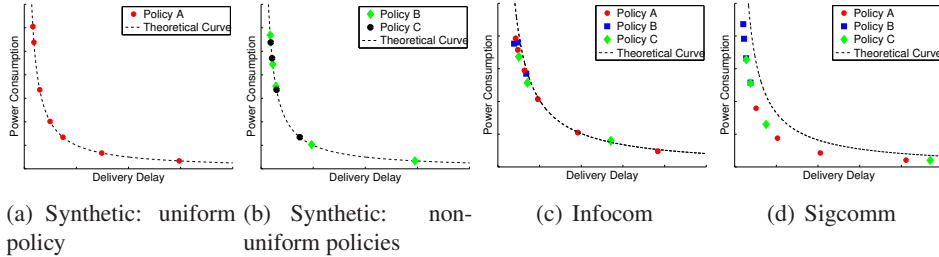 Power Consumption
Policy A
Theoretical Curve
Delivery Delay
(a) Synthetic: uniform
policy
Power Consumption
Policy B
Policy C
Theoretical Curve
Delivery Delay
(b) Synthetic: non-
uniform policies
Power Consumption
Policy A
Policy B
Policy C
Theoretical Curve
Delivery Delay
(c) Infocom
Power Consumption
Policy A
Policy B
Policy C
Theoretical Curve
Delivery Delay
(d) Sigcomm